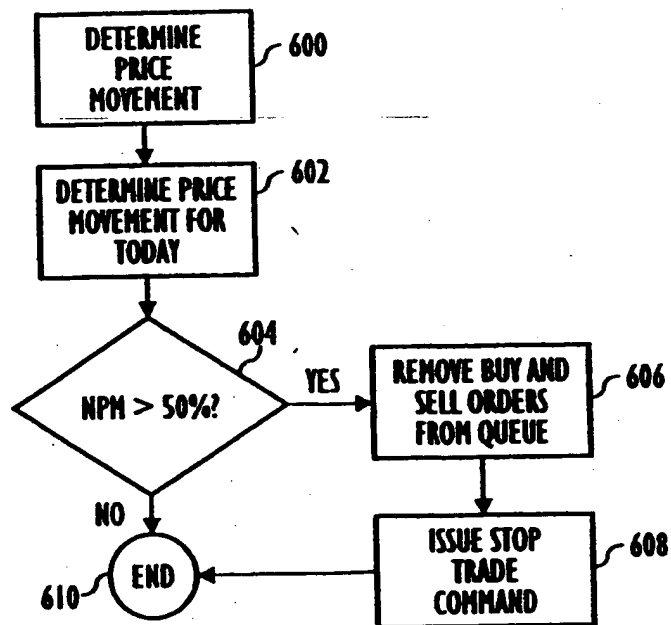 DETERMINE
PRICE
MOVEMENT
600
DETERMINE PRICE
MOVEMENT FOR
TODAY
602
NPM > 50%?
604
YES
REMOVE BUY AND
SELL ORDERS
FROM QUEUE
606
NO
ISSUE STOP
TRADE
COMMAND
608
END
610